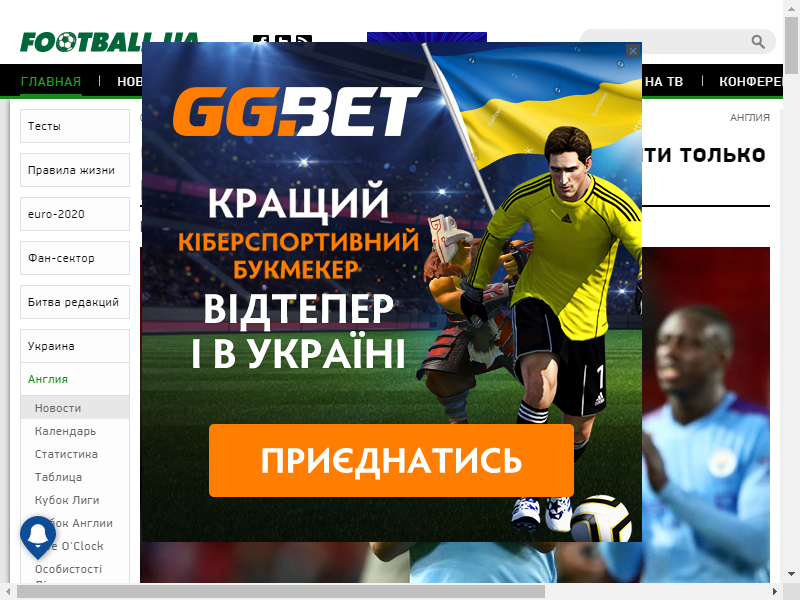 FOOTBALL.UA
ГЛАВНАЯ
НОВ
НА ТВ
КОНФЕРЕ
Тесты
Правила жизни
euro-2020
Фан-сектор
Битва редакций
Украина
Англия
Новости
Календарь
Статистика
Таблица
Кубок Лиги
бок Англии
e O'Clock
Особистості
АНГЛИЯ
ТИ ТОЛЬКО
GG.BET
КРАЩИЙ
КІБЕРСПОРТИВНИЙ
БУКМЕКЕР
ВІДТЕПЕР
І В УКРАЇНІ
ПРИЄДНАТИСЬ
1